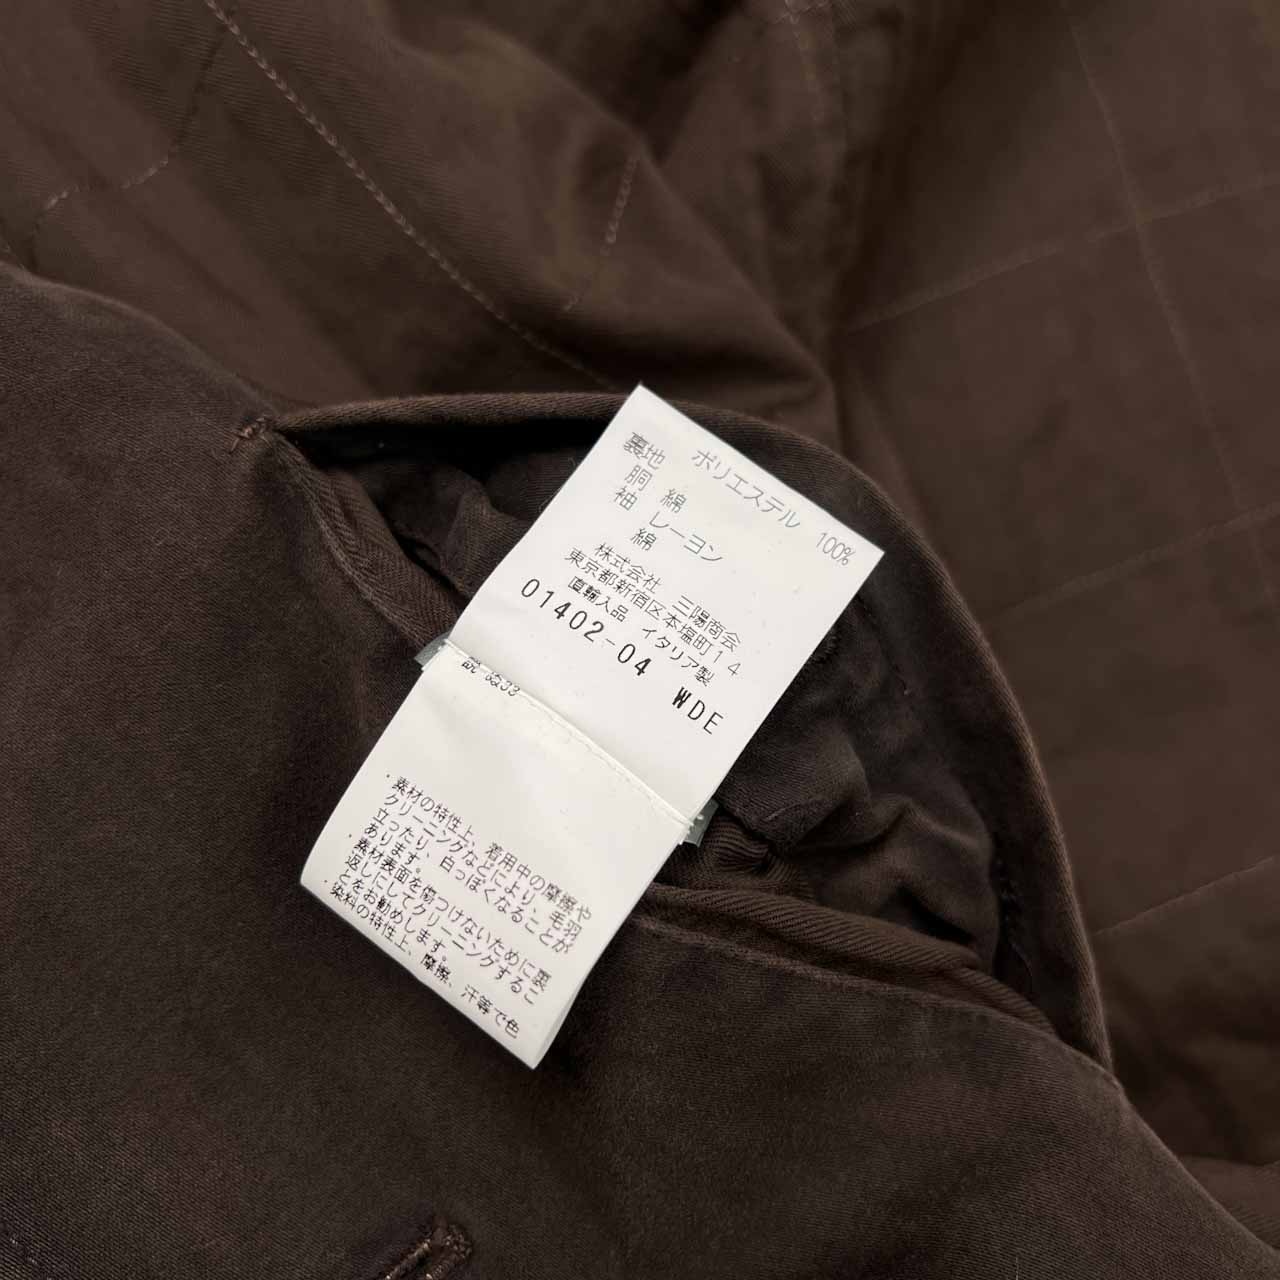 ポリエステル 100%
裏地
胴 綿
袖 レーヨン
綿
株式会社 三陽商会
東京都新宿区本塩町14
直輸入品 イタリア製
01402-04 WDE
・素材の特性上、着用中の摩擦や
クリーニングなどにより、毛羽
立ったり、白っぽくなることが
あります。
・素材表面を傷つけないために裏
返しにしてクリーニングするこ
とをお勧めします。
・染料の特性上、摩擦、汗等で色